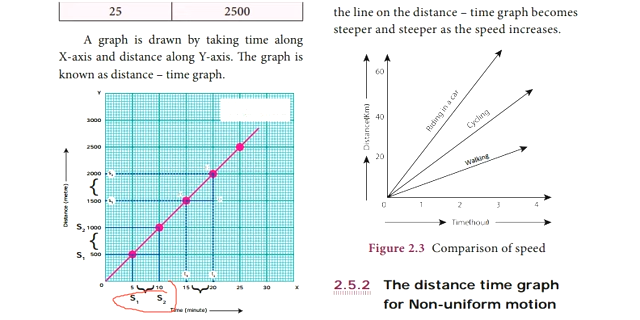 25 2500
A graph is drawn by taking time along
X-axis and distance along Y-axis. The graph is
known as distance – time graph.
Y
3000
2500
2000
1500
S₂ 1000
S₁ 500
0
5 10 15 20 25 30 X
S₁ S₂
Distance (metre)
Time (minute)
the line on the distance – time graph becomes
steeper and steeper as the speed increases.
60
40
20
0 1 2 3 4
Distance(Km)
Riding in a car
Cycling
Walking
Time(hour)
Figure 2.3 Comparison of speed
2.5.2 The distance time graph
for Non-uniform motion